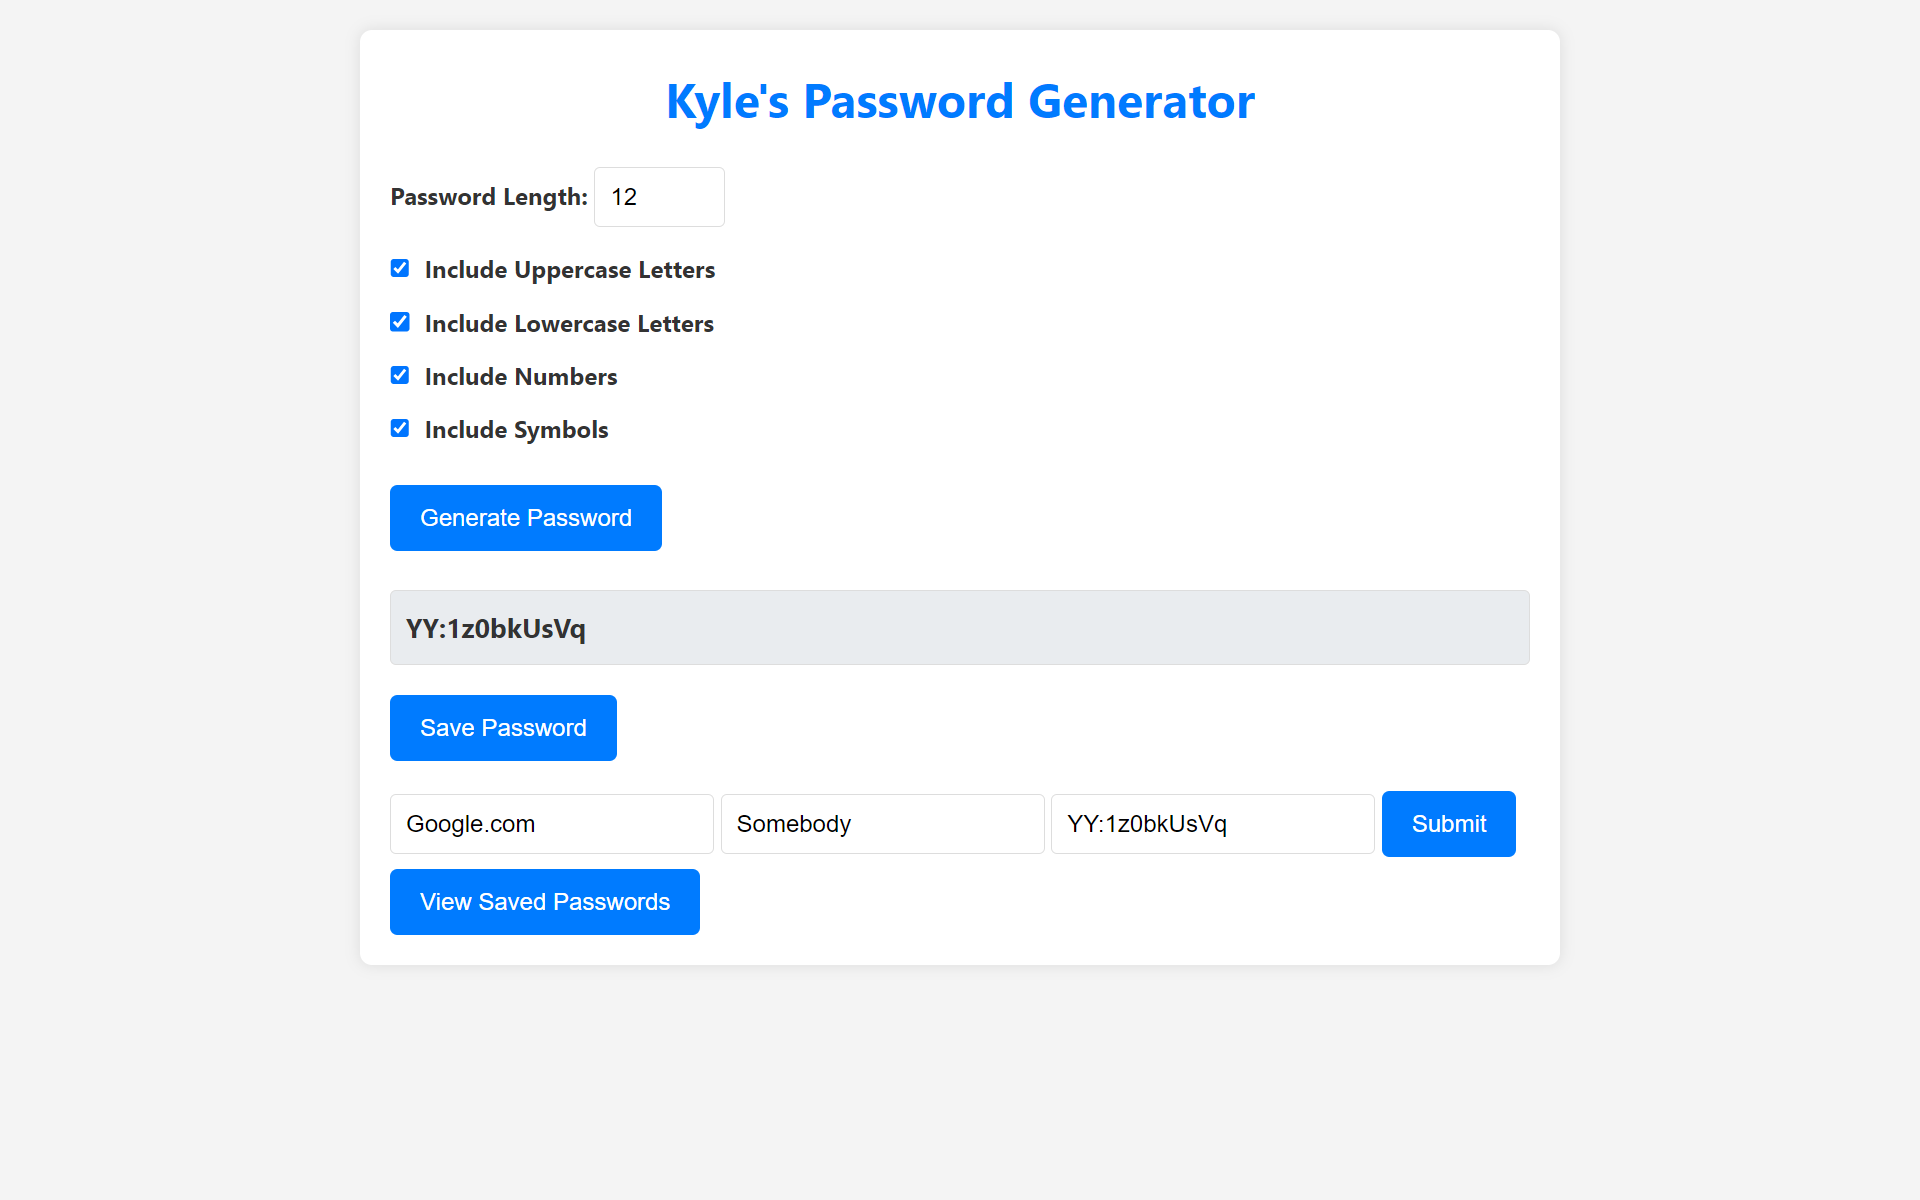 Kyle's Password Generator
Password Length: 12
Include Uppercase Letters
Include Lowercase Letters
Include Numbers
Include Symbols
Generate Password
YY:1z0bkUsVq
Save Password
Google.com Somebody YY:1z0bkUsVq Submit
View Saved Passwords